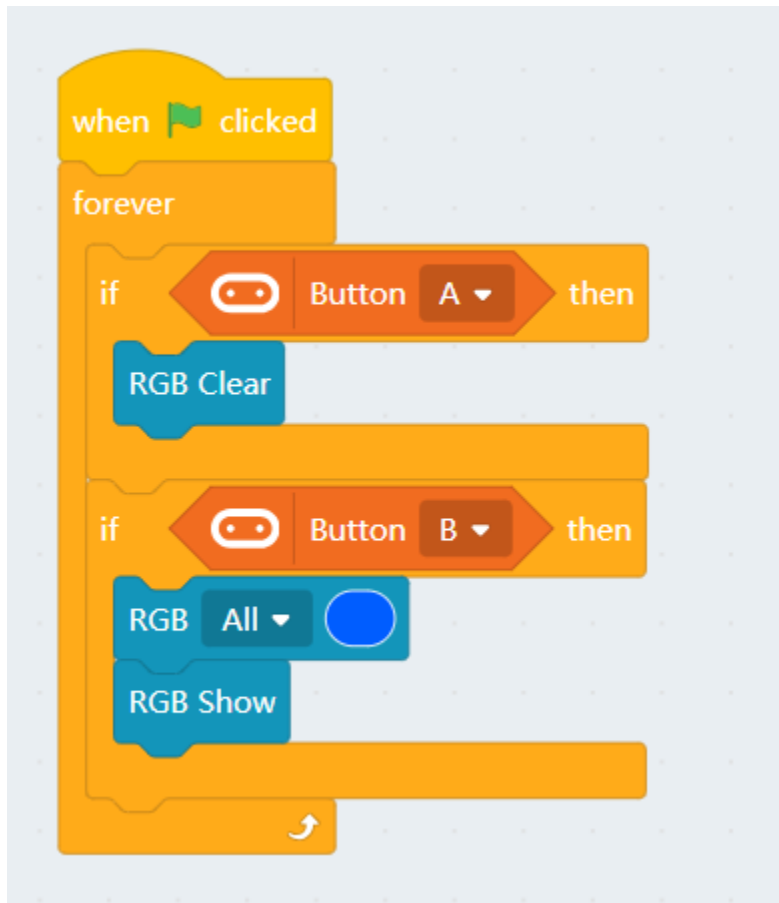 when clicked
forever
if Button A then
RGB Clear
if Button B then
RGB All
RGB Show